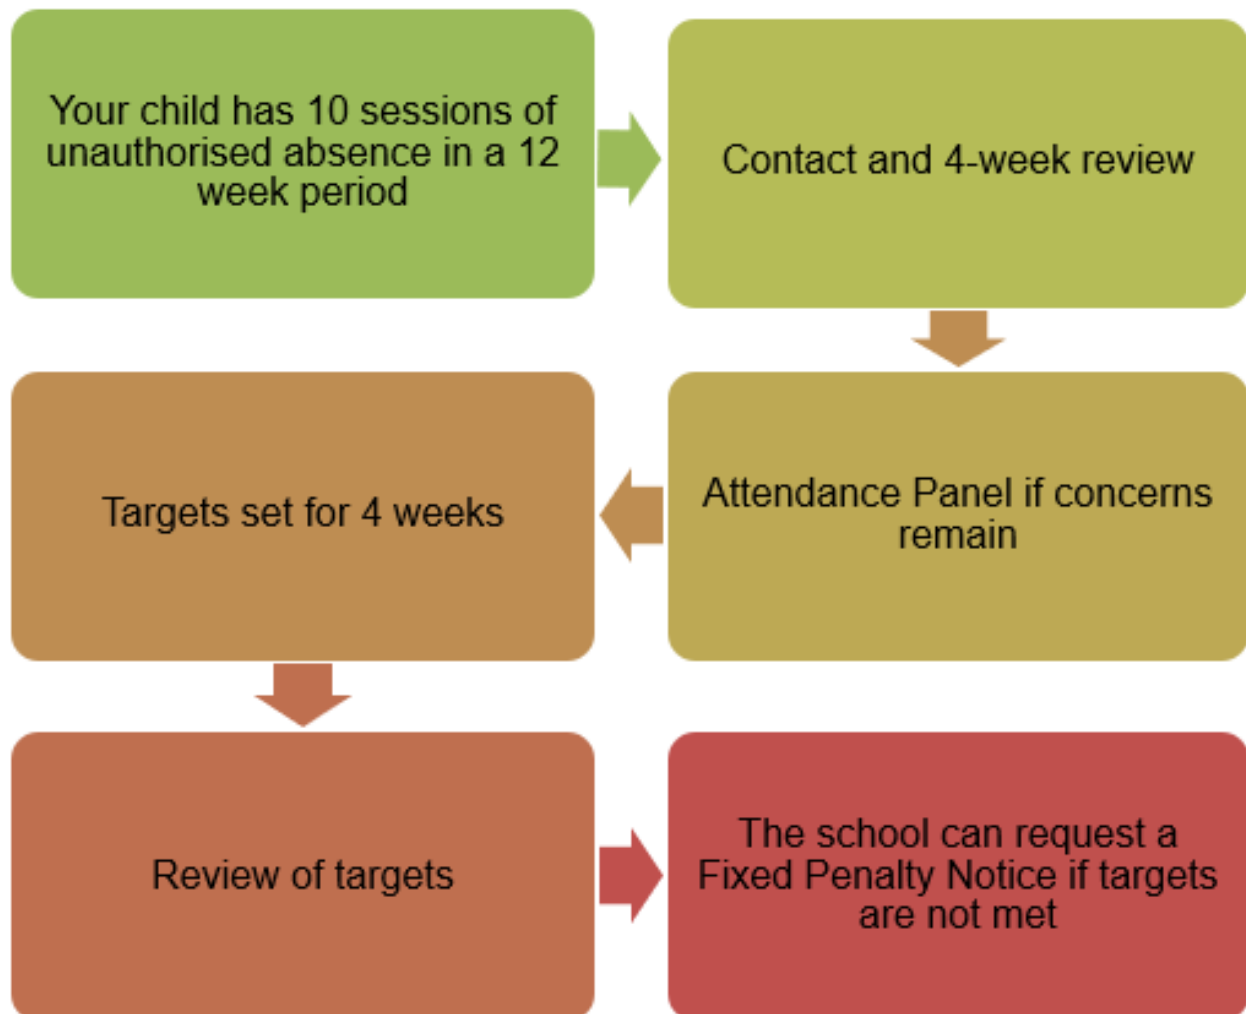 Your child has 10 sessions of
unauthorised absence in a 12
week period
Contact and 4-week review
Attendance Panel if concerns
remain
Targets set for 4 weeks
Review of targets
The school can request a
Fixed Penalty Notice if targets
are not met